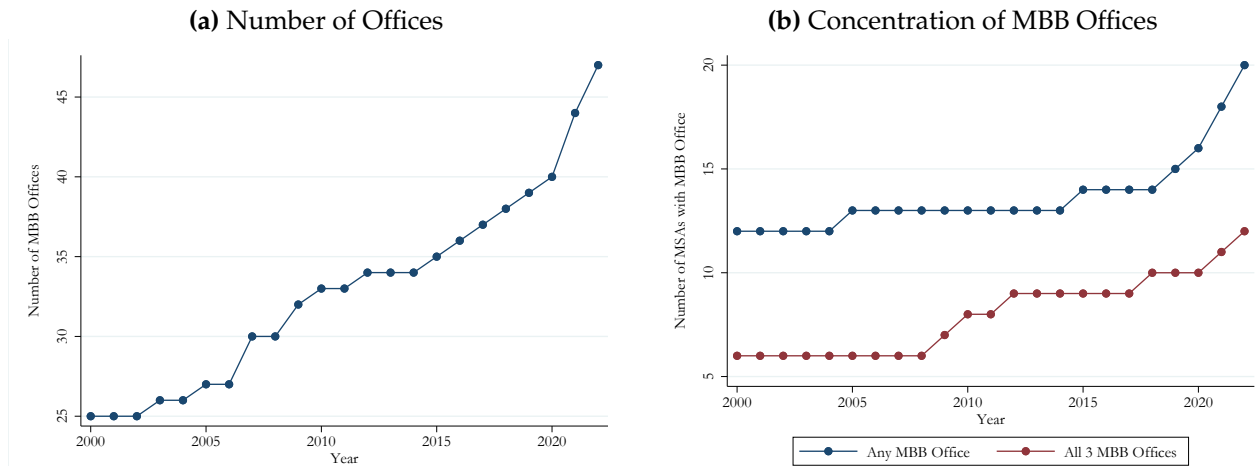 (a) Number of Offices
Number of MBB Offices
45
40
35
30
25
2000 2005 2010 2015 2020
Year
(b) Concentration of MBB Offices
Number of MSAs with MBB Office
20
15
10
5
2000 2005 2010 2015 2020
Year
Any MBB Office All 3 MBB Offices